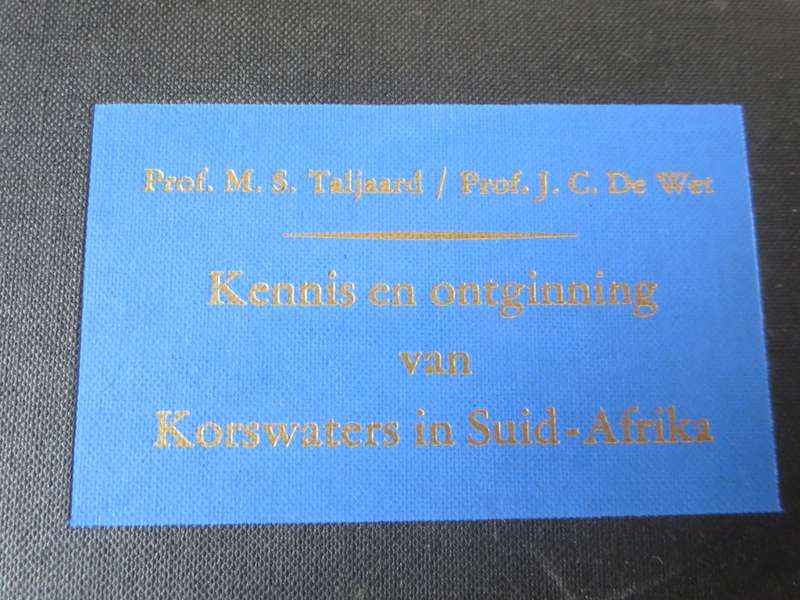 Prof. M. S. Taljaard / Prof. J. C. De Wet
Kennis en ontginning
van
Korswaters in Suid-Afrika